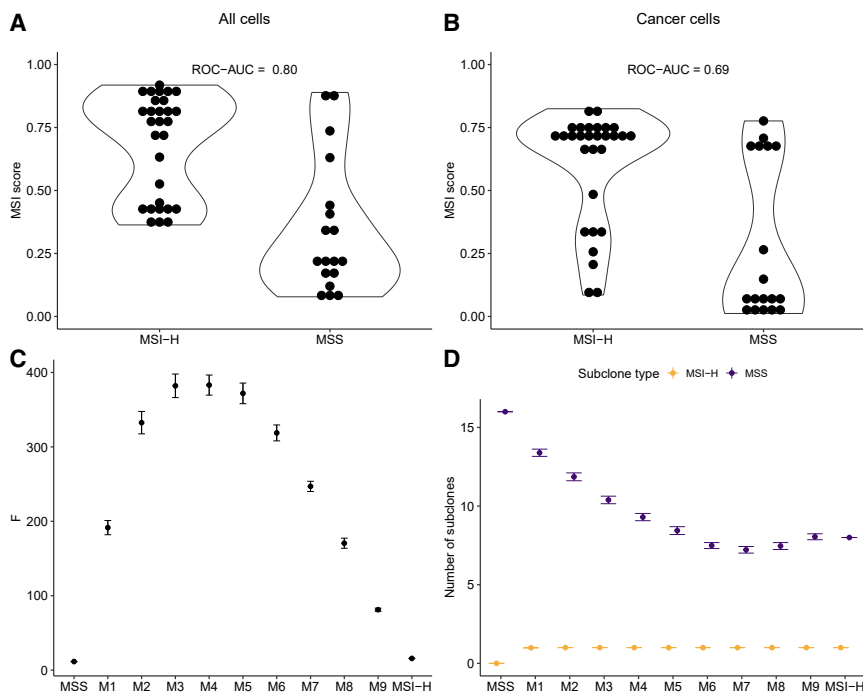 A
All cells
ROC−AUC = 0.80
MSI score
1.00
0.75
0.50
0.25
0.00
MSI−H
MSS
B
Cancer cells
ROC−AUC = 0.69
MSI score
1.00
0.75
0.50
0.25
0.00
MSI−H
MSS
C
F
400
300
200
100
0
MSS M1 M2 M3 M4 M5 M6 M7 M8 M9 MSI−H
D
Subclone type MSI−H MSS
Number of subclones
15
10
5
0
MSS M1 M2 M3 M4 M5 M6 M7 M8 M9 MSI−H